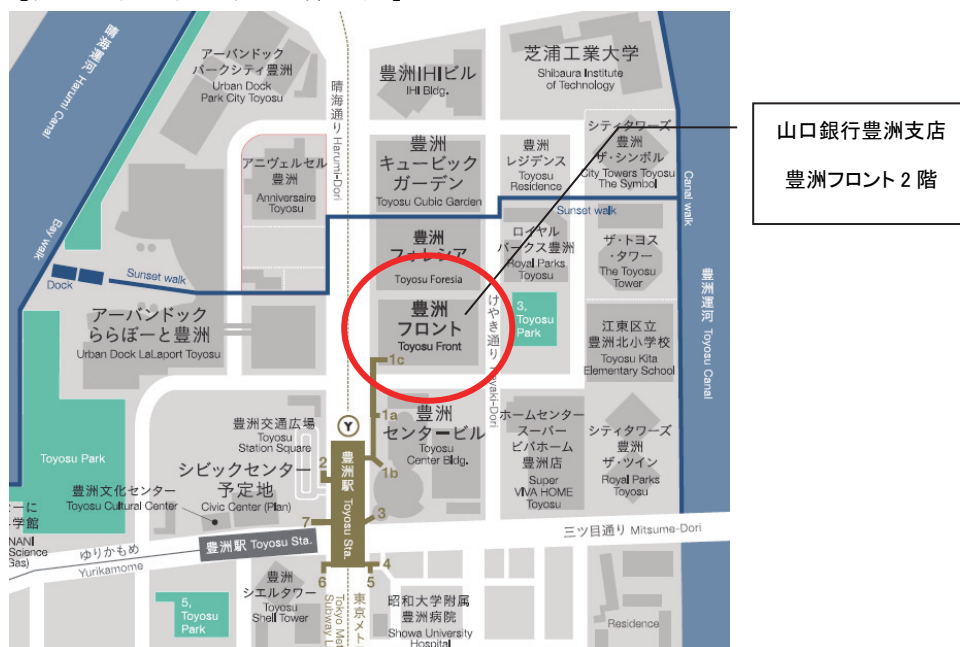 アーバンドック
パークシティ豊洲
Urban Dock
Park City Toyosu
晴海運河 Harumi Canal
晴海通り Harumi-Dori
豊洲IHIビル
IHI Bldg.
芝浦工業大学
Shibaura Institute
of Technology
山口銀行豊洲支店
豊洲フロント 2 階
アニヴェルセル
豊洲
Anniversaire
Toyosu
豊洲
キュービック
ガーデン
Toyosu Cubic Garden
豊洲
レジデンス
Toyosu
Residence
シティタワーズ
豊洲
ザ・シンボル
City Towers Toyosu
The Symbol
Canal walk
Bay walk
Sunset walk
Dock
Sunset walk
豊洲
フォレシア
Toyosu Foresia
ロイヤル
パークス豊洲
Royal Parks
Toyosu
ザ・トヨス
・タワー
The Toyosu
Tower
豊洲運河 Toyosu Canal
アーバンドック
ららぽーと豊洲
Urban Dock LaLaport Toyosu
豊洲
フロント
Toyosu Front
けやき通り Keyaki-Dori
3,
Toyosu
Park
江東区立
豊洲北小学校
Toyosu Kita
Elementary School
1c
1a
1b
豊洲交通広場
Toyosu
Station Square
Y
豊洲駅 Toyosu Sta.
豊洲
センタービル
Toyosu
Center Bldg.
ホームセンター
スーパー
ビバホーム
豊洲店
Super
VIVA HOME
Toyosu
シティタワーズ
豊洲
ザ・ツイン
Royal Parks
Toyosu
Toyosu Park
シビックセンター
予定地
Civic Center (Plan)
豊洲文化センター
Toyosu Cultural Center
2
7
3
ーに
学館
NANI
Science
Gas)
ゆりかもめ
Yurikamome
豊洲駅 Toyosu Sta.
三ツ目通り Mitsume-Dori
6
5
4
5,
Toyosu
Park
豊洲
シエルタワー
Toyosu
Shell Tower
東京メト
Tokyo Met
Subway L
昭和大学附属
豊洲病院
Showa University
Hospital
Residence